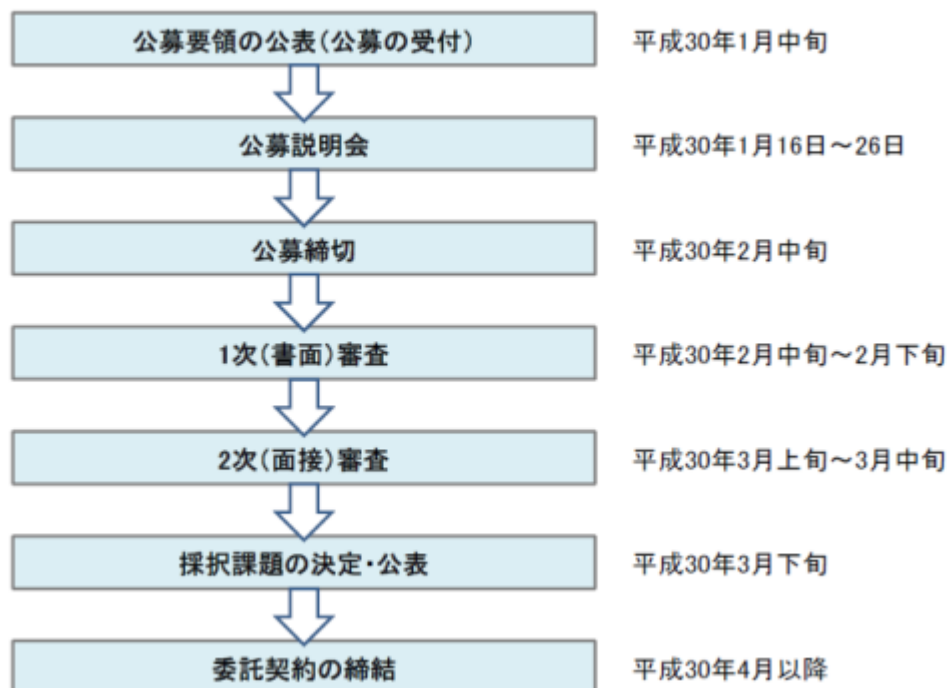 公募要領の公表(公募の受付) 平成30年1月中旬
公募説明会 平成30年1月16日～26日
公募締切 平成30年2月中旬
1次(書面)審査 平成30年2月中旬～2月下旬
2次(面接)審査 平成30年3月上旬～3月中旬
採択課題の決定･公表 平成30年3月下旬
委託契約の締結 平成30年4月以降